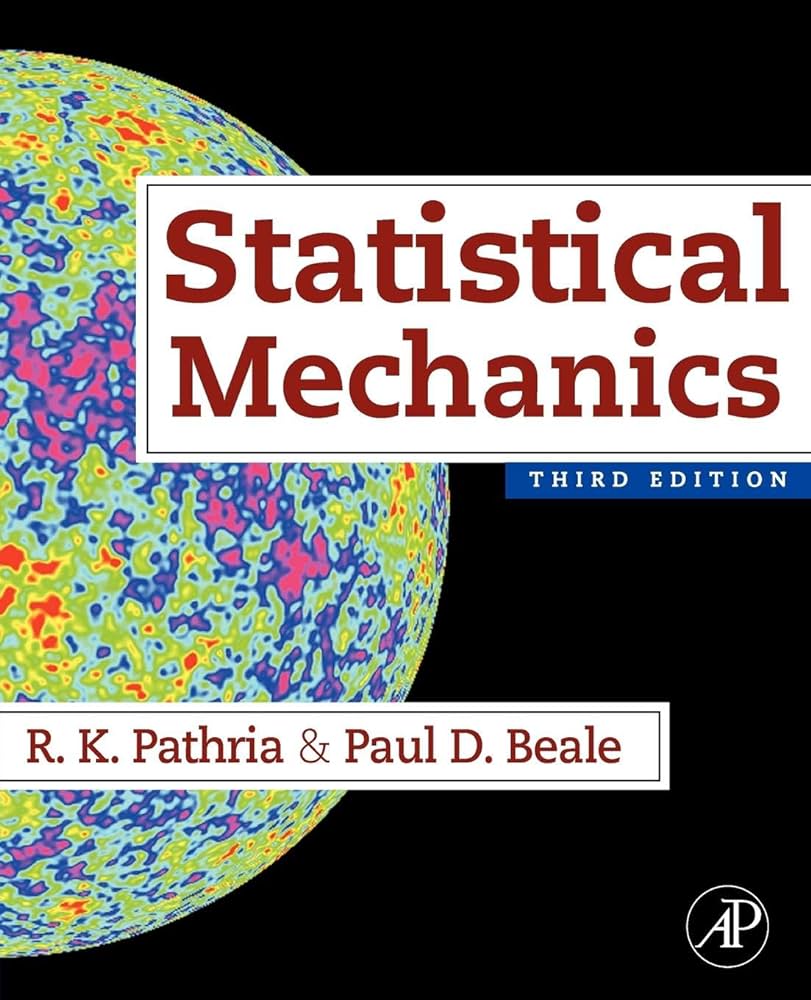 Statistical
Mechanics
THIRD EDITION
R. K. Pathria & Paul D. Beale
AP